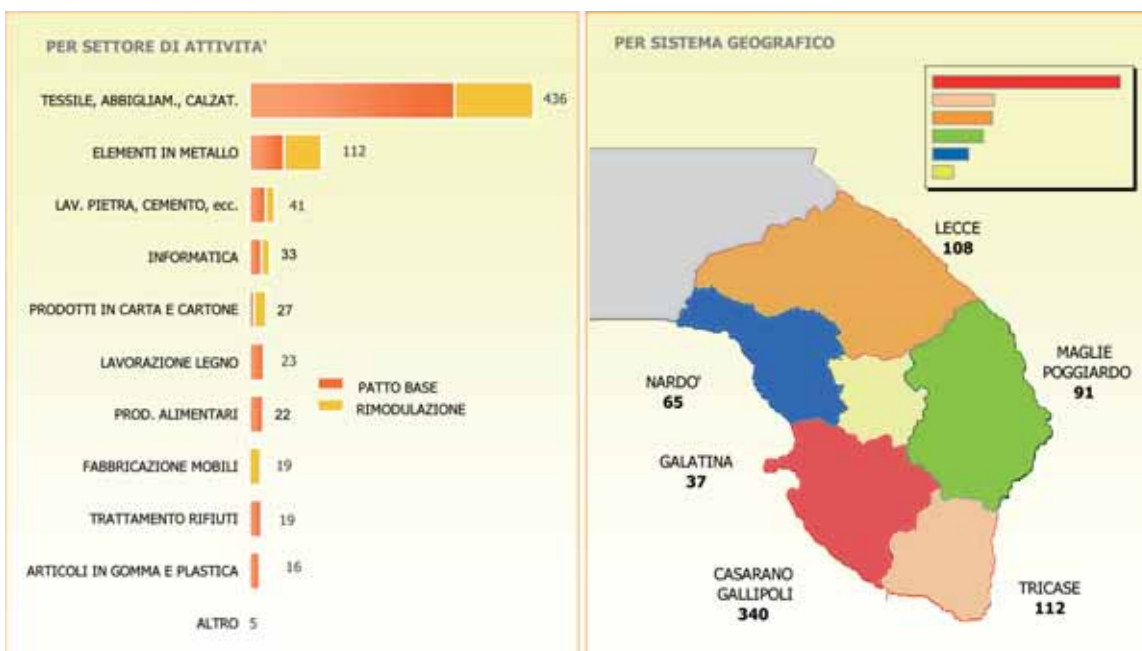 PER SETTORE DI ATTIVITA'
TESSILE, ABBIGLIAM., CALZAT.
436
ELEMENTI IN METALLO
112
LAV. PIETRA, CEMENTO, ecc.
41
INFORMATICA
33
PRODOTTI IN CARTA E CARTONE
27
LAVORAZIONE LEGNO
23
PROD. ALIMENTARI
22
FABBRICAZIONE MOBILI
19
TRATTAMENTO RIFIUTI
19
ARTICOLI IN GOMMA E PLASTICA
16
ALTRO
5
PATTO BASE
RIMODULAZIONE
PER SISTEMA GEOGRAFICO
LECCE
108
MAGLIE
POGGIARDO
91
NARDO'
65
GALATINA
37
CASARANO
GALLIPOLI
340
TRICASE
112